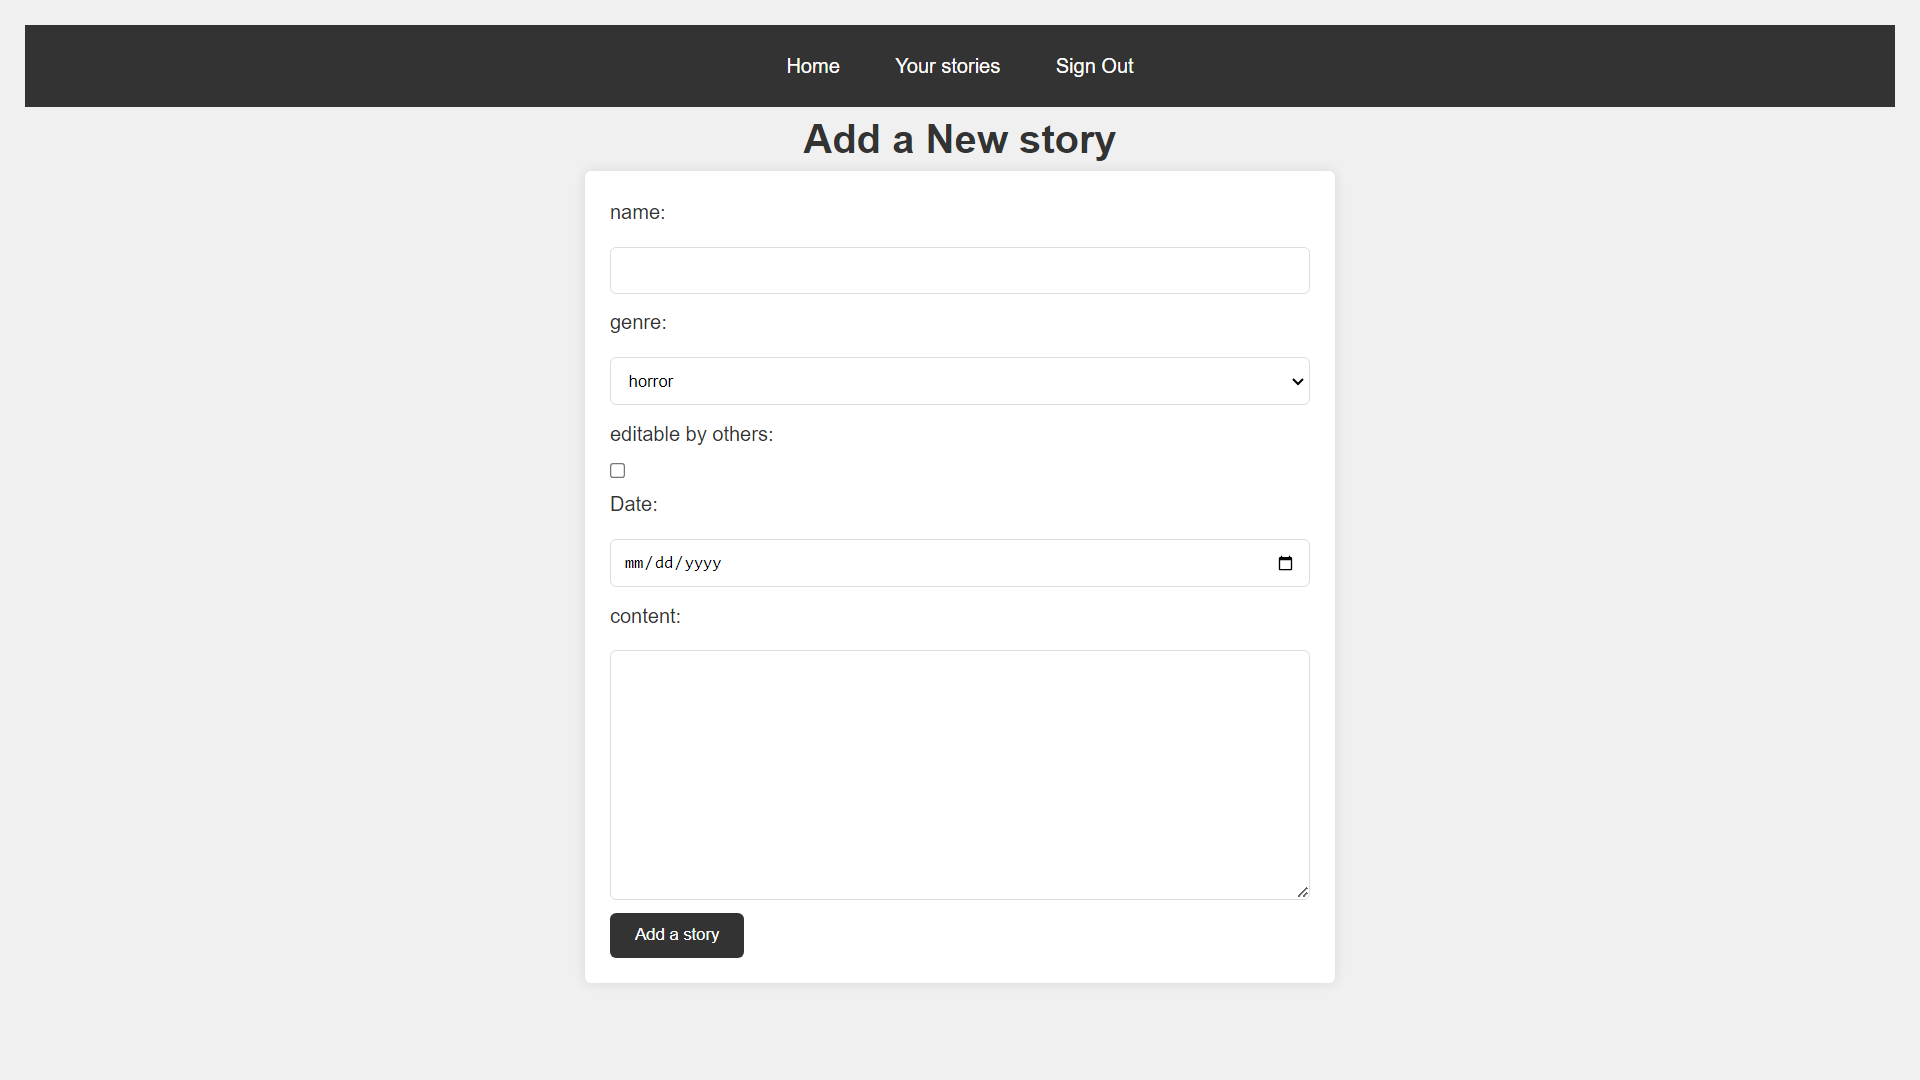 Home Your stories Sign Out
Add a New story
name:
genre:
horror
editable by others:
Date:
mm/dd/yyyy
content:
Add a story